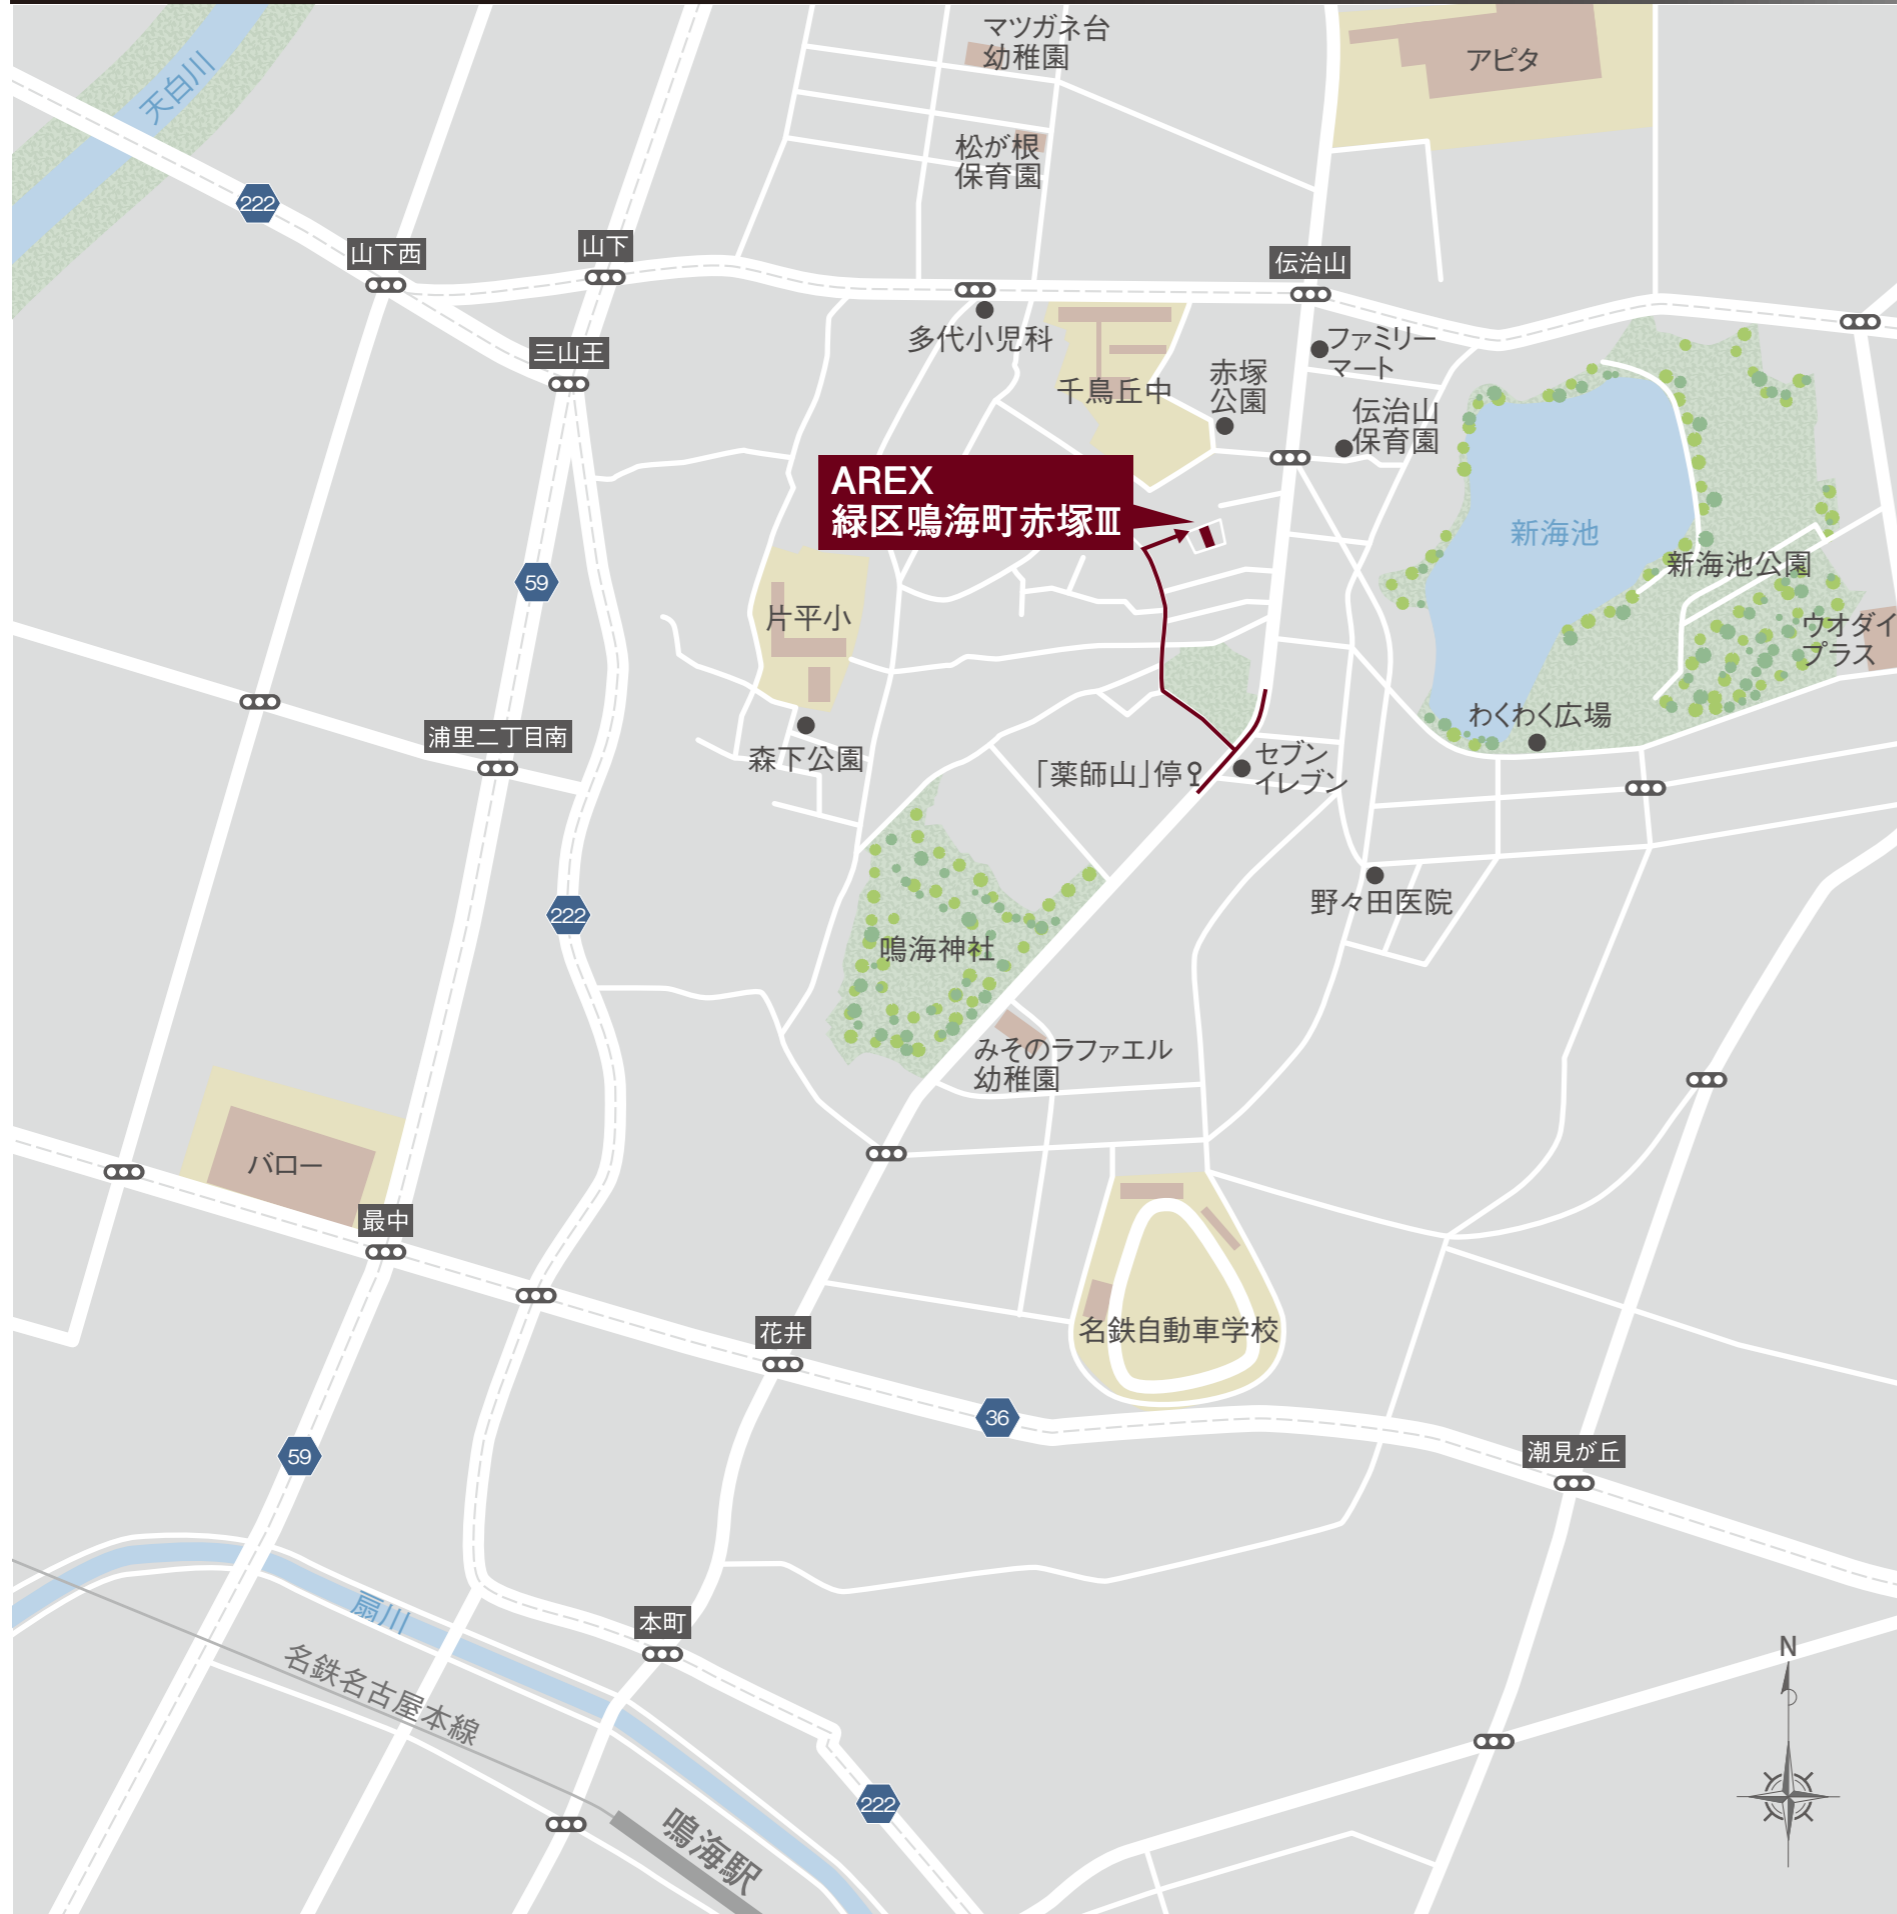 マツガネ台
幼稚園
アピタ
天白川
松が根
保育園
222
山下西
山下
伝治山
多代小児科
ファミリー
マート
三山王
赤塚
公園
千鳥丘中
伝治山
保育園
AREX
緑区鳴海町赤塚Ⅲ
新海池
新海池公園
59
片平小
ウオダイ
プラス
わくわく広場
浦里二丁目南
森下公園
「薬師山」停
セブン
イレブン
野々田医院
222
鳴海神社
みそのラファエル
幼稚園
バロー
最中
花井
名鉄自動車学校
36
潮見が丘
59
扇川
本町
名鉄名古屋本線
N
222
鳴海駅